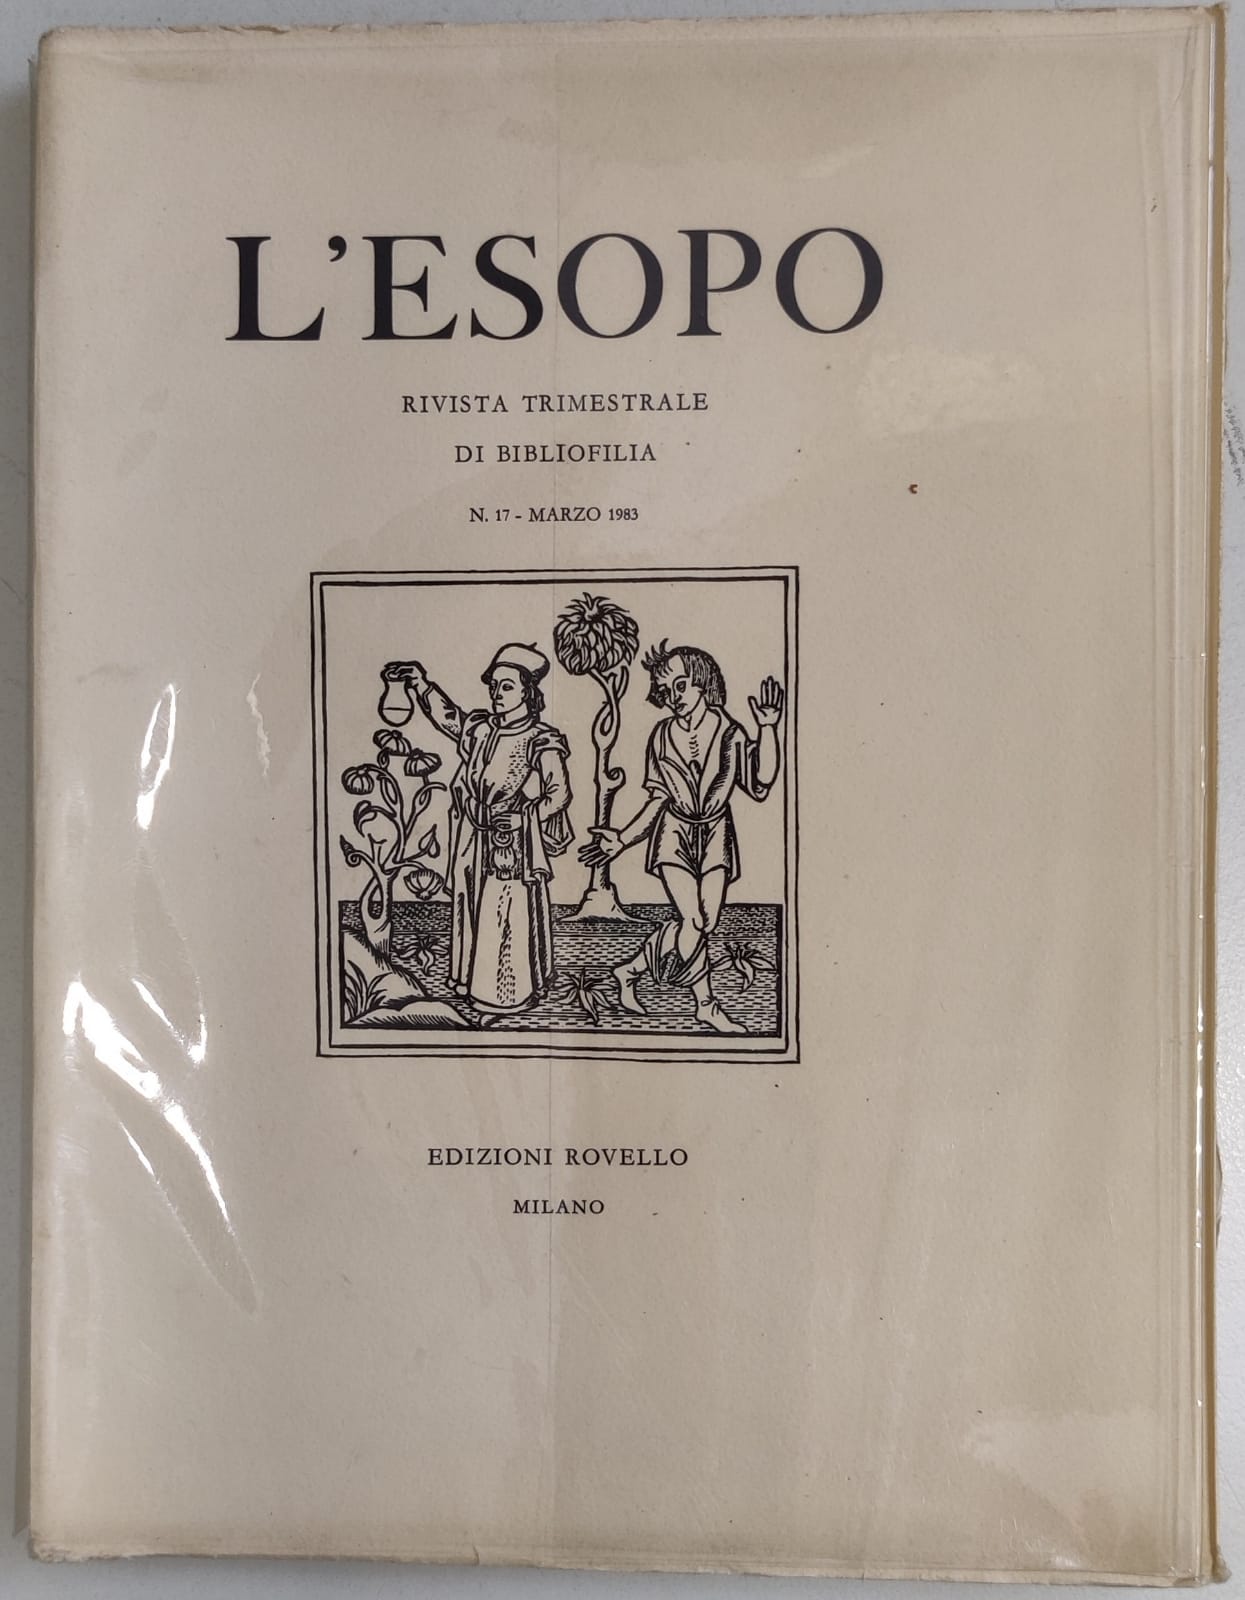 L'ESOPO
RIVISTA TRIMESTRALE
DI BIBLIOFILIA
N. 17 - MARZO 1983
EDIZIONI ROVELLO
MILANO